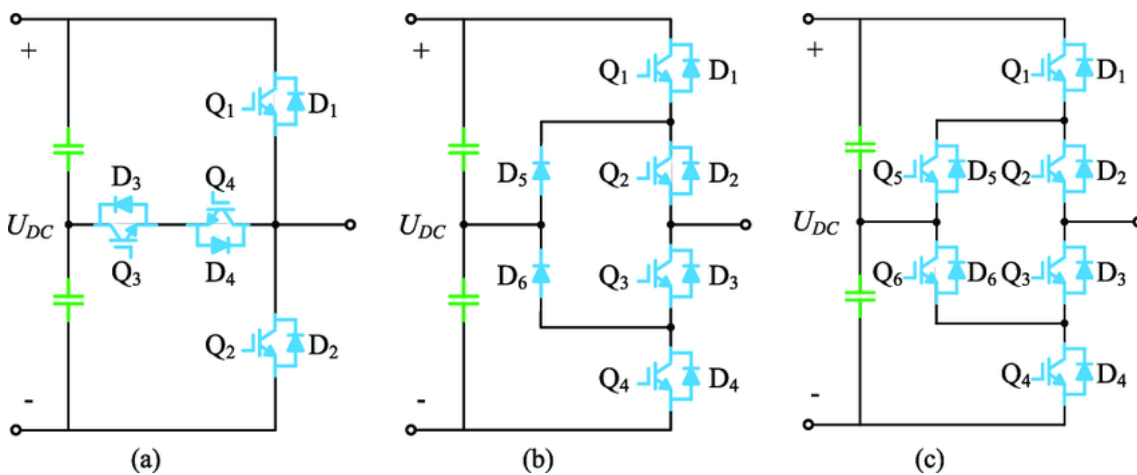 + + +
Q1 D1 Q1 D1 Q1 D1
D3 Q4 D5 Q2 D2 Q5 D5 Q2 D2
UDC UDC UDC
Q3 D4 D6 Q3 D3 Q6 D6 Q3 D3
Q2 D2 Q4 D4 Q4 D4
- - -
(a) (b) (c)